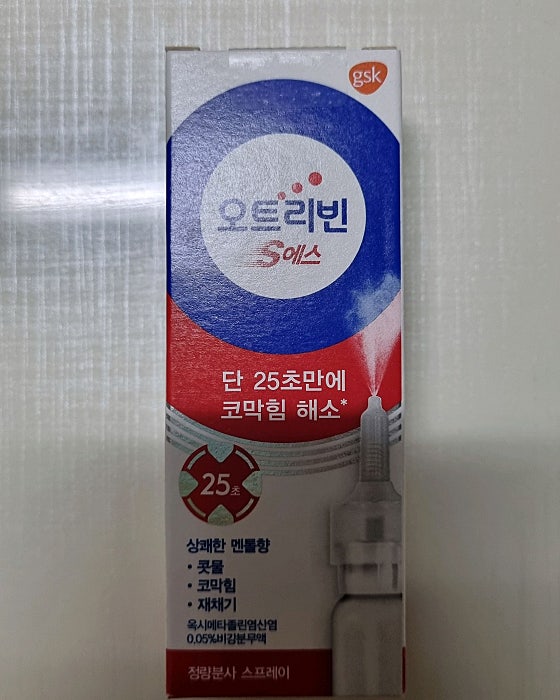 gsk
오트리빈
S에스
단 25초만에
코막힘 해소*
25초
상쾌한 멘톨향
• 콧물
• 코막힘
• 재채기
옥시메타졸린염산염
0.05%비강분무액
정량분사 스프레이